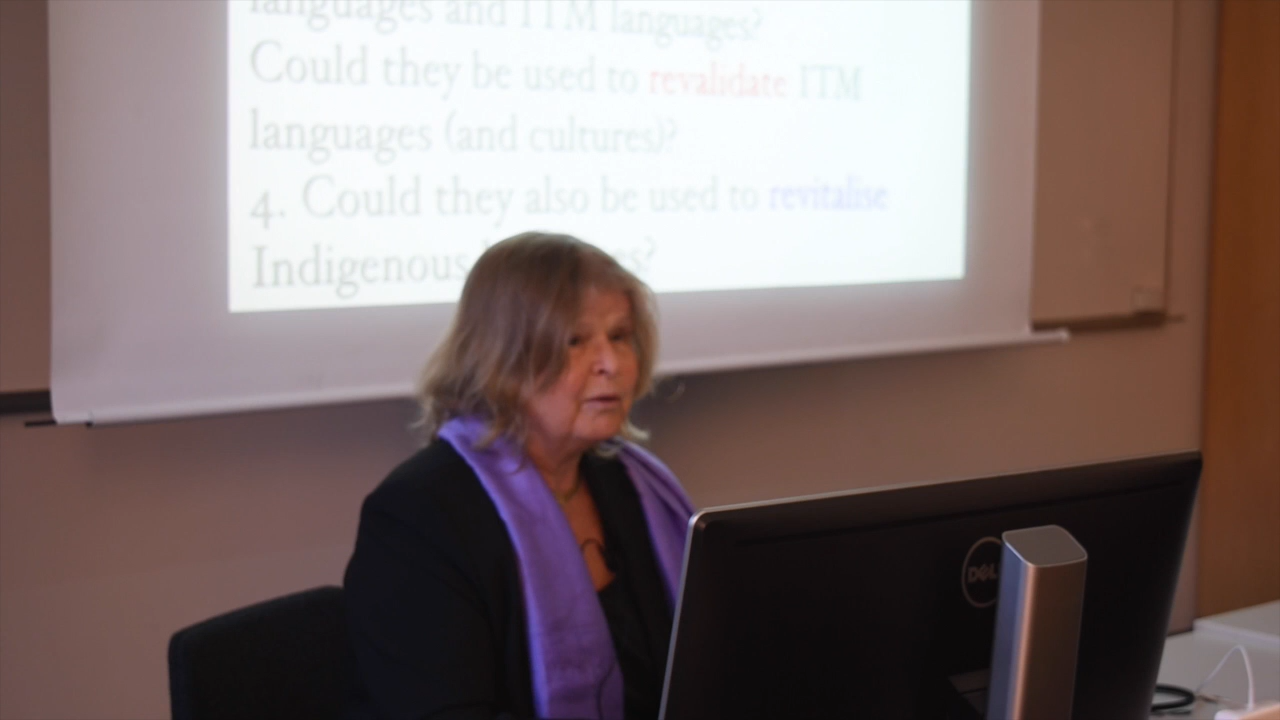 languages and ITM languages?
Could they be used to revalidate ITM
languages (and cultures)?
4. Could they also be used to revitalise
Indigenous
DELL